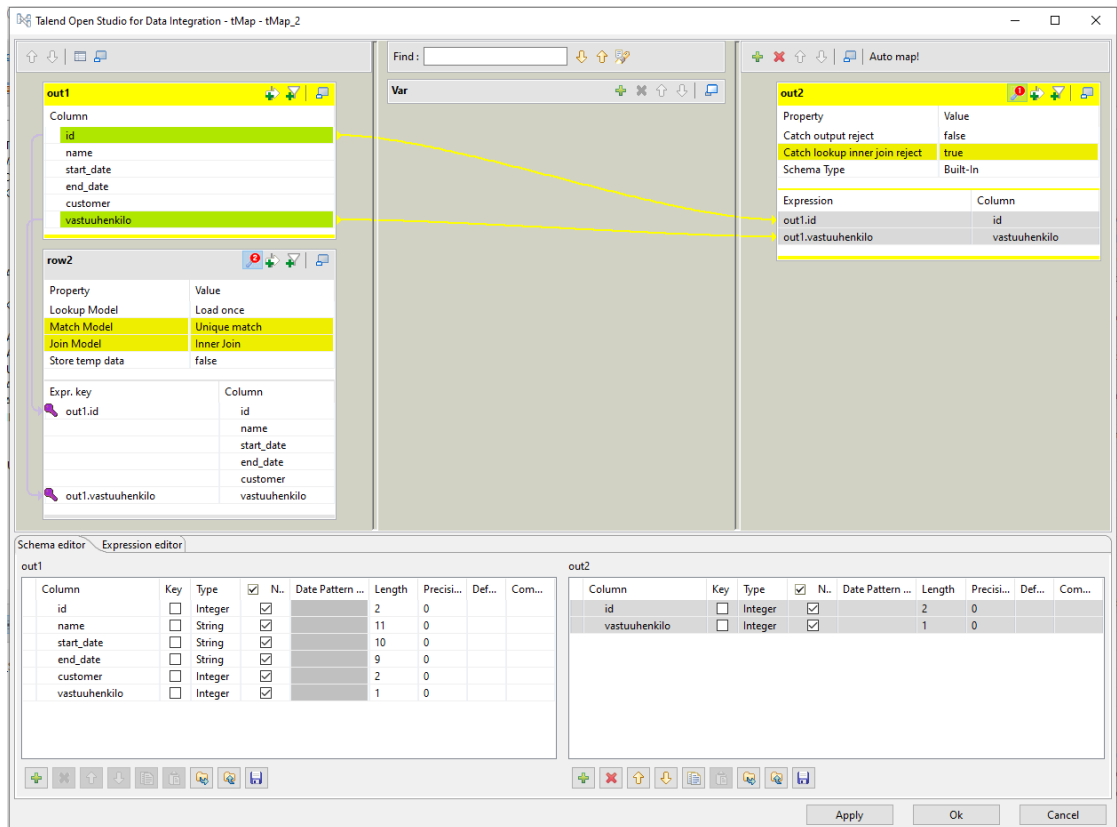 Talend Open Studio for Data Integration - tMap - tMap_2
Find :
Auto map!
out1
Column
id
name
start_date
end_date
customer
vastuuhenkilo
row2
Property Value
Lookup Model Load once
Match Model Unique match
Join Model Inner Join
Store temp data false
Expr. key Column
out1.id id
name
start_date
end_date
customer
out1.vastuuhenkilo vastuuhenkilo
Var
out2
Property Value
Catch output reject false
Catch lookup inner join reject true
Schema Type Built-In
Expression Column
out1.id id
out1.vastuuhenkilo vastuuhenkilo
Schema editor Expression editor
out1
Column Key Type N.. Date Pattern ... Length Precisi... Def... Com...
id Integer 2 0
name String 11 0
start_date String 10 0
end_date String 9 0
customer Integer 2 0
vastuuhenkilo Integer 1 0
out2
Column Key Type N.. Date Pattern ... Length Precisi... Def... Com...
id Integer 2 0
vastuuhenkilo Integer 1 0
Apply Ok Cancel